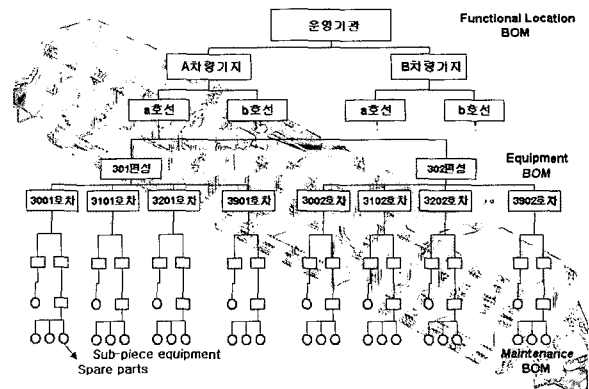 운영기관
Functional Location
BOM
A차량기지
B차량기지
a호선
b호선
a호선
b호선
301편성
302편성
Equipment
BOM
3001호차
3101호차
3201호차
3901호차
3002호차
3102호차
3202호차
3902호차
Sub-piece equipment
Spare parts
Maintenance
BOM